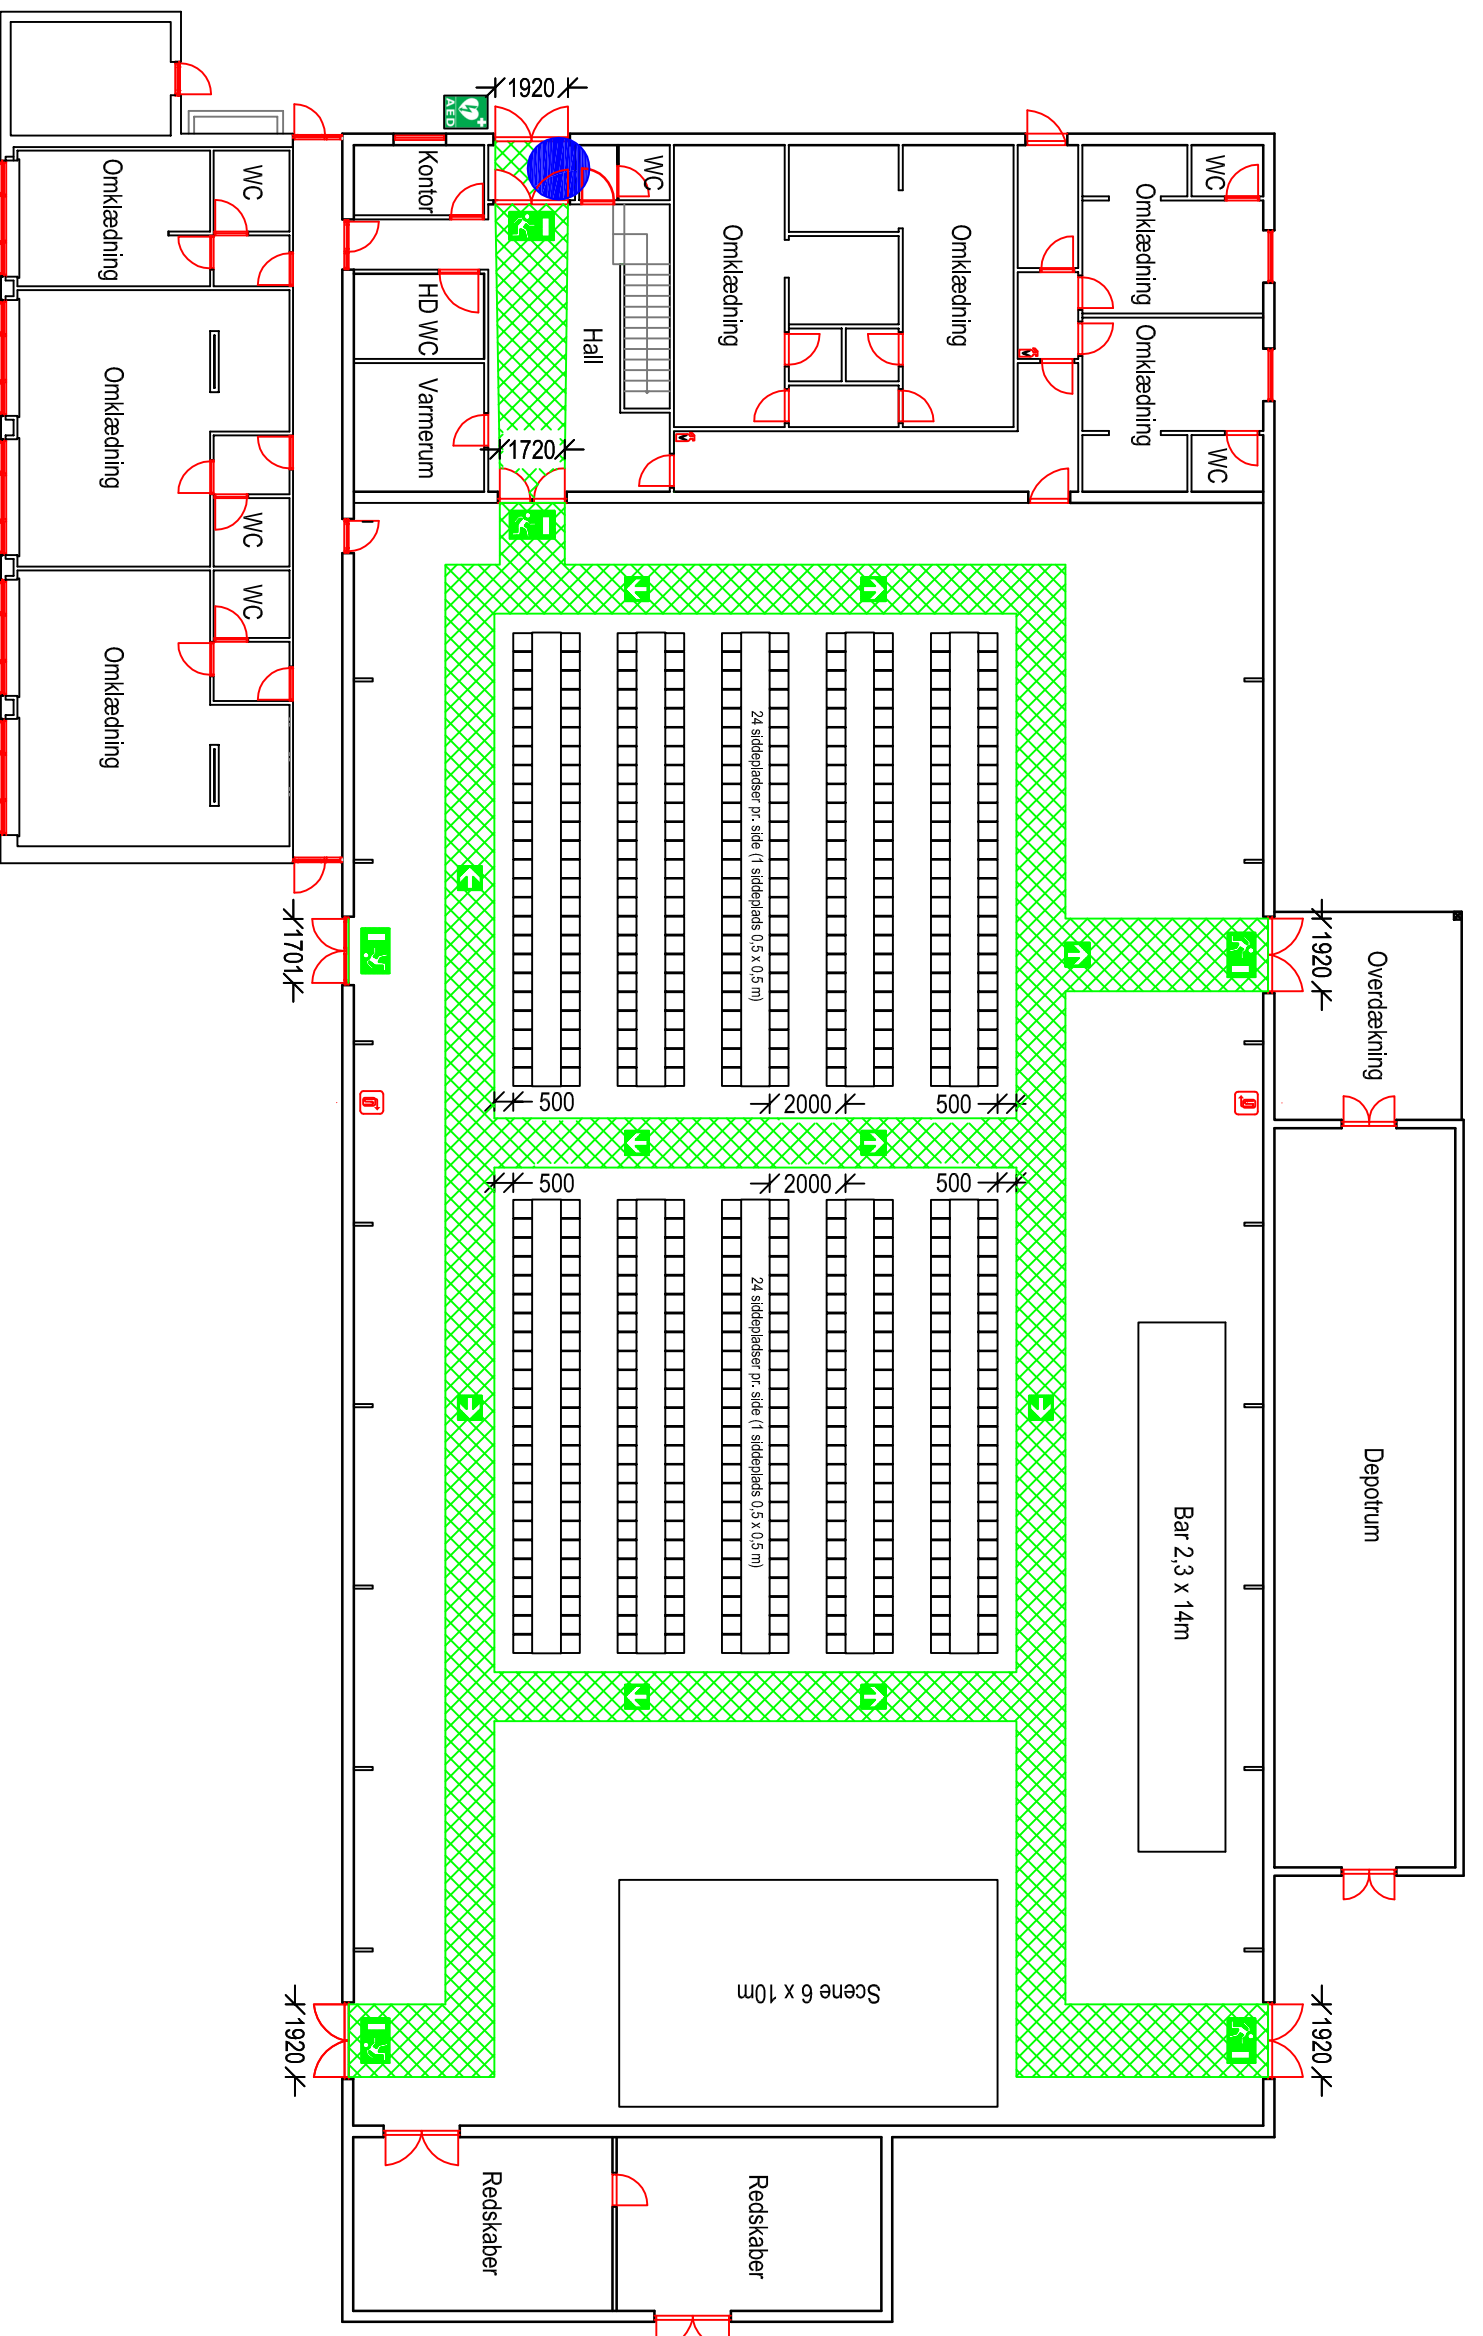 1920
AED
Kontor
WC
WC
WC
Omklædning
Omklædning
Omklædning
Omklædning
HD WC
Hall
Omklædning
Omklædning
Omklædning
Varmerum
1720
WC
WC
WC
Omklædning
24 siddepladser pr. side (1 siddeplads 0,5 x 0,5 m)
1701
1920
Overdækning
500
2000
500
500
2000
500
24 siddepladser pr. side (1 siddeplads 0,5 x 0,5 m)
Bar 2,3 x 14m
Depotrum
Scene 6 x 10m
1920
1920
Redskaber
Redskaber